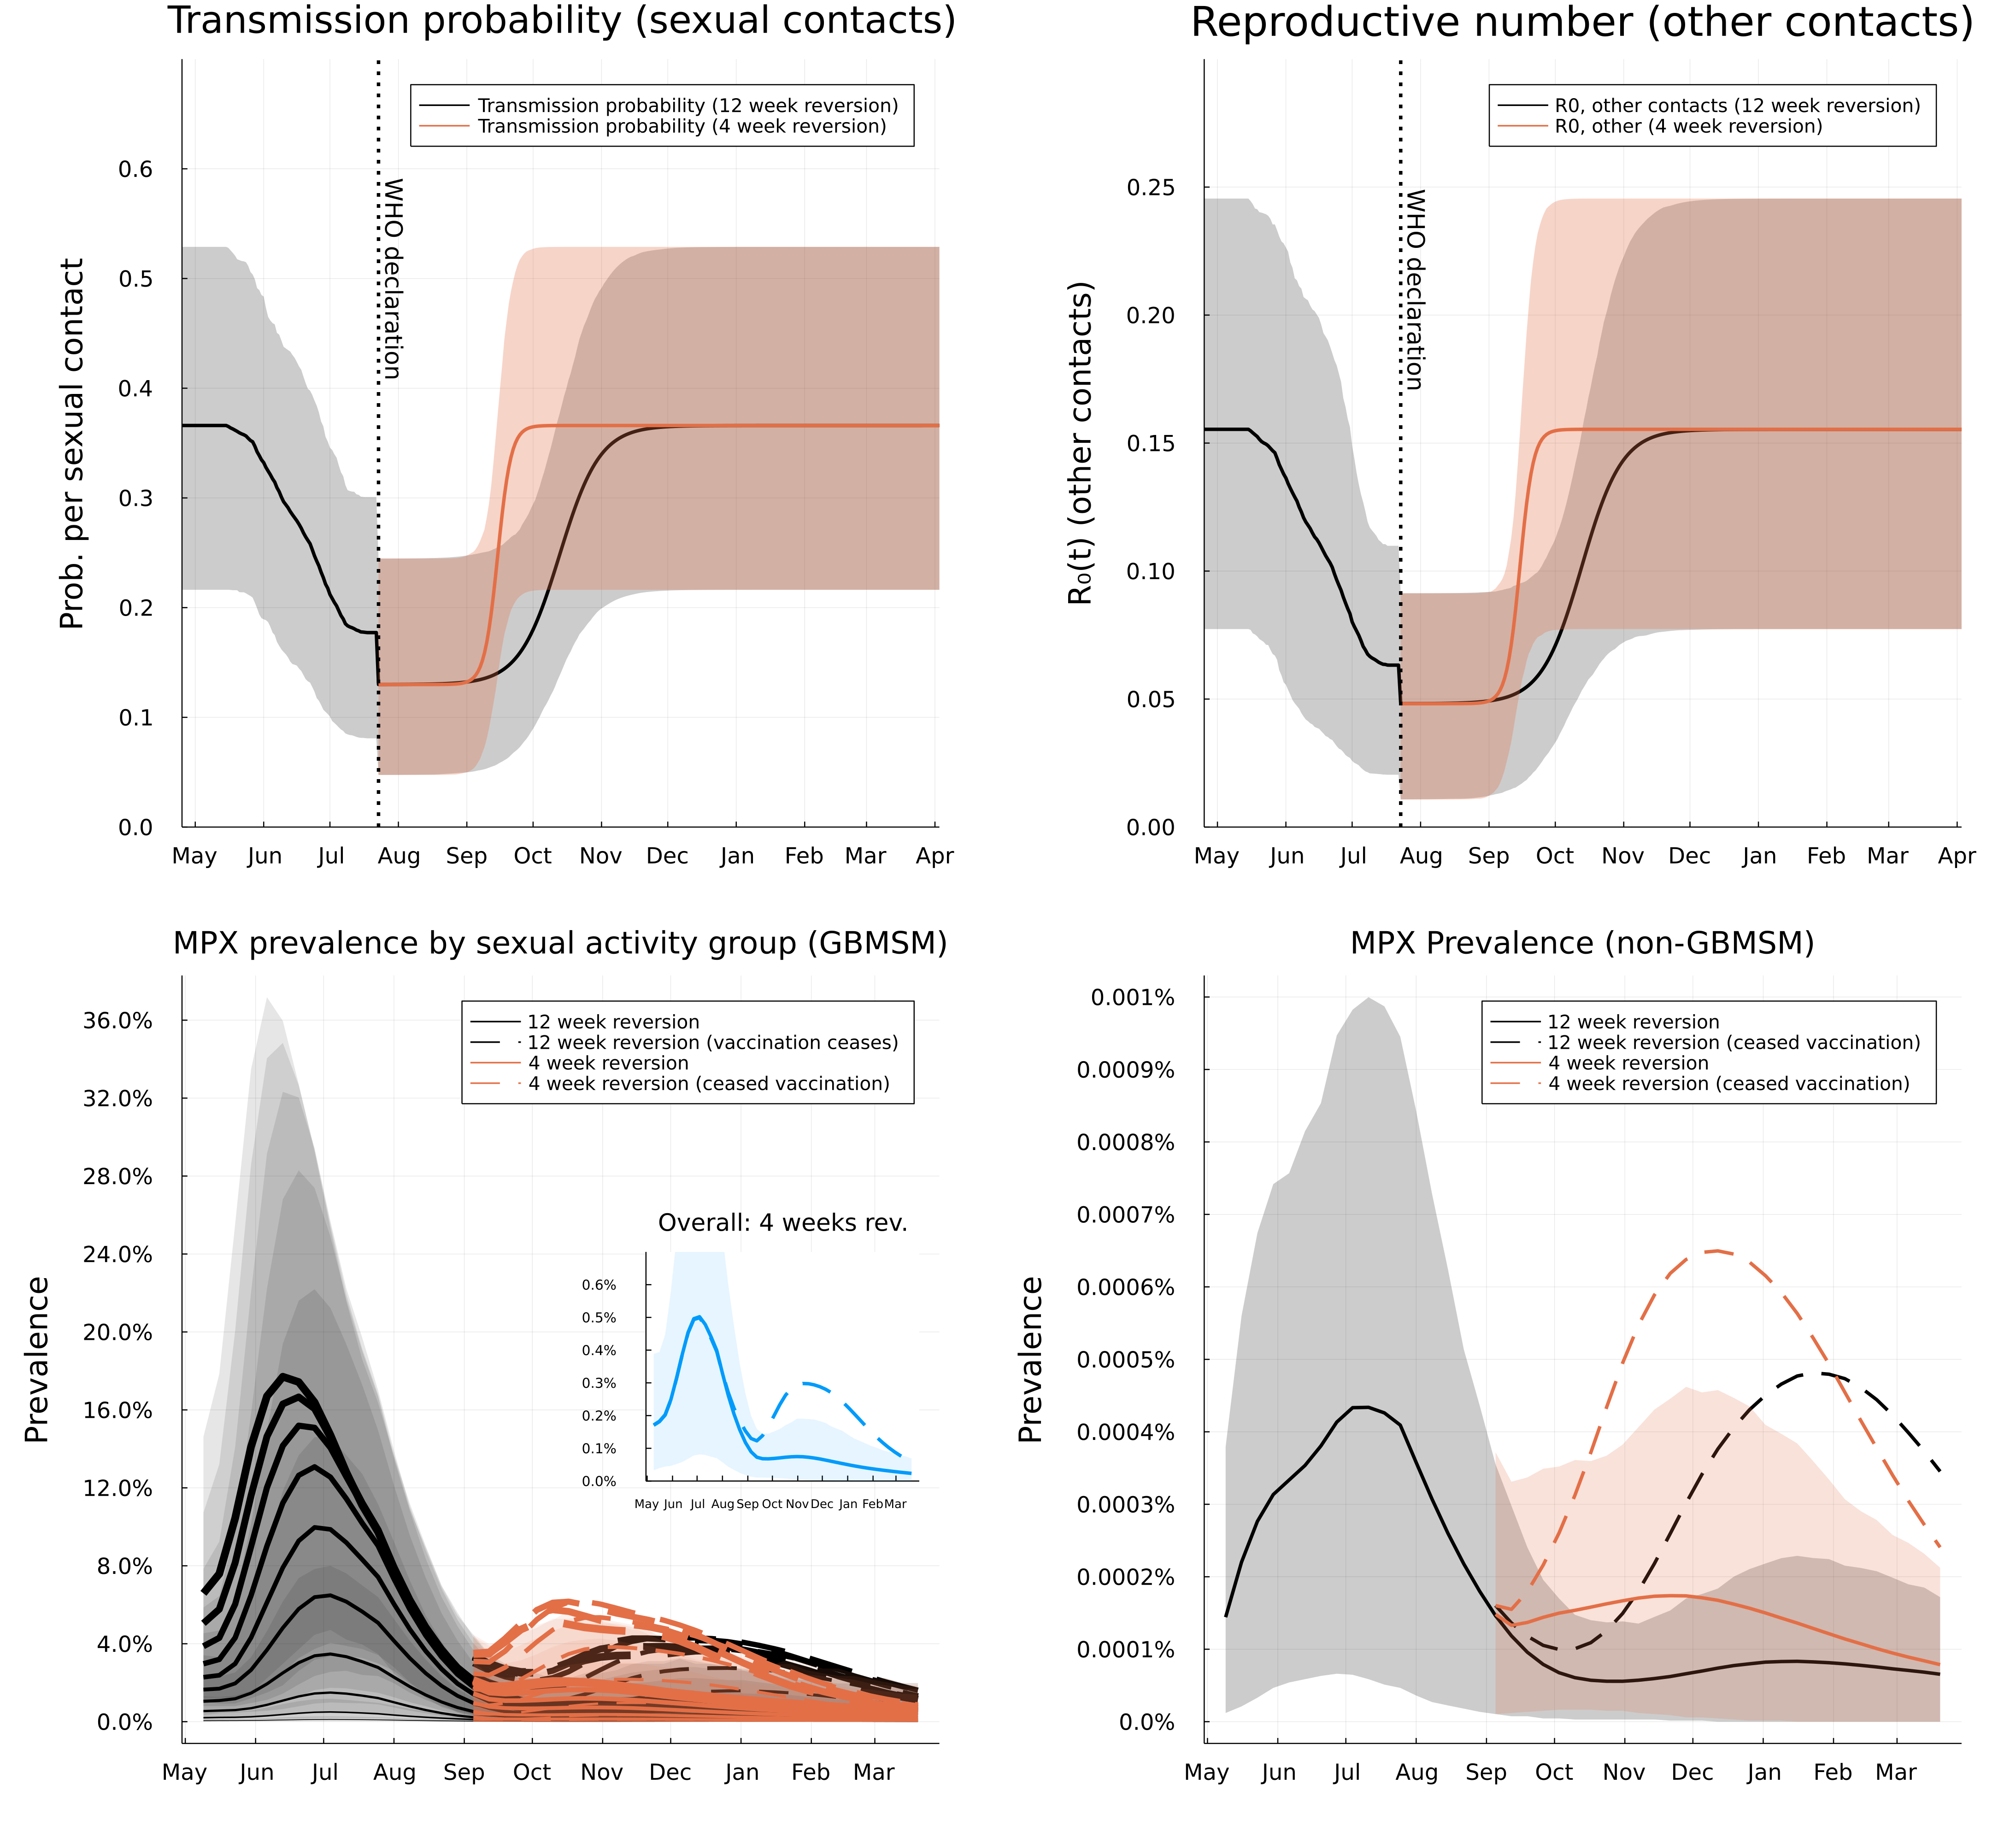 Transmission probability (sexual contacts)
Transmission probability (12 week reversion)
Transmission probability (4 week reversion)
WHO declaration
Prob. per sexual contact
0.6
0.5
0.4
0.3
0.2
0.1
0.0
May Jun Jul Aug Sep Oct Nov Dec Jan Feb Mar Apr
Reproductive number (other contacts)
R0, other contacts (12 week reversion)
R0, other (4 week reversion)
WHO declaration
R₀(t) (other contacts)
0.25
0.20
0.15
0.10
0.05
0.00
May Jun Jul Aug Sep Oct Nov Dec Jan Feb Mar Apr
MPX prevalence by sexual activity group (GBMSM)
12 week reversion
12 week reversion (vaccination ceases)
4 week reversion
4 week reversion (ceased vaccination)
Prevalence
36.0%
32.0%
28.0%
24.0%
20.0%
16.0%
12.0%
8.0%
4.0%
0.0%
May Jun Jul Aug Sep Oct Nov Dec Jan Feb Mar
Overall: 4 weeks rev.
0.6%
0.5%
0.4%
0.3%
0.2%
0.1%
0.0%
May Jun Jul Aug Sep Oct Nov Dec Jan Feb Mar
MPX Prevalence (non-GBMSM)
12 week reversion
12 week reversion (ceased vaccination)
4 week reversion
4 week reversion (ceased vaccination)
Prevalence
0.001%
0.0009%
0.0008%
0.0007%
0.0006%
0.0005%
0.0004%
0.0003%
0.0002%
0.0001%
0.0%
May Jun Jul Aug Sep Oct Nov Dec Jan Feb Mar